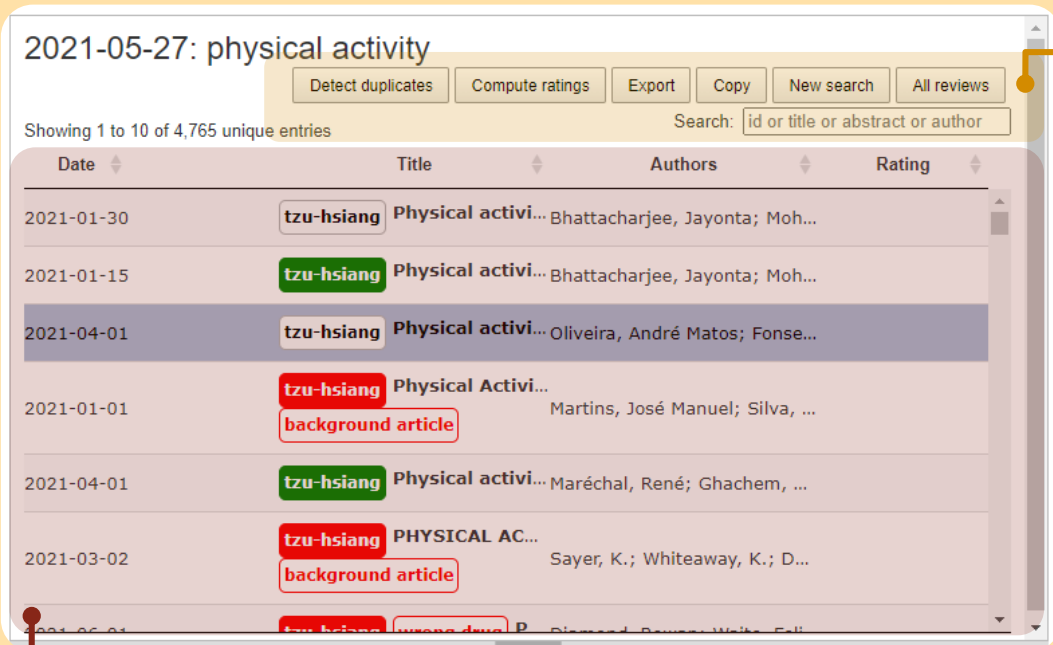 2021-05-27: physical activity
Detect duplicates Compute ratings Export Copy New search All reviews
Showing 1 to 10 of 4,765 unique entries Search: id or title or abstract or author
Date Title Authors Rating
2021-01-30 tzu-hsiang Physical activi... Bhattacharjee, Jayonta; Moh...
2021-01-15 tzu-hsiang Physical activi... Bhattacharjee, Jayonta; Moh...
2021-04-01 tzu-hsiang Physical activi... Oliveira, André Matos; Fonse...
2021-01-01 tzu-hsiang Physical Activi... Martins, José Manuel; Silva, ...
background article
2021-04-01 tzu-hsiang Physical activi... Maréchal, René; Ghachem, ...
2021-03-02 tzu-hsiang PHYSICAL AC... Sayer, K.; Whiteaway, K.; D...
background article
tzu-hsiang wrong drug P